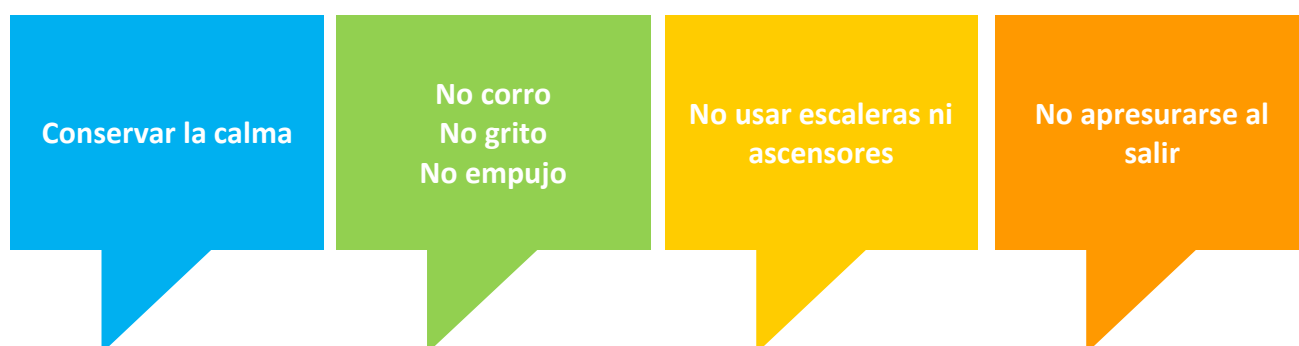 Conservar la calma
No corro
No grito
No empujo
No usar escaleras ni
ascensores
No apresurarse al
salir